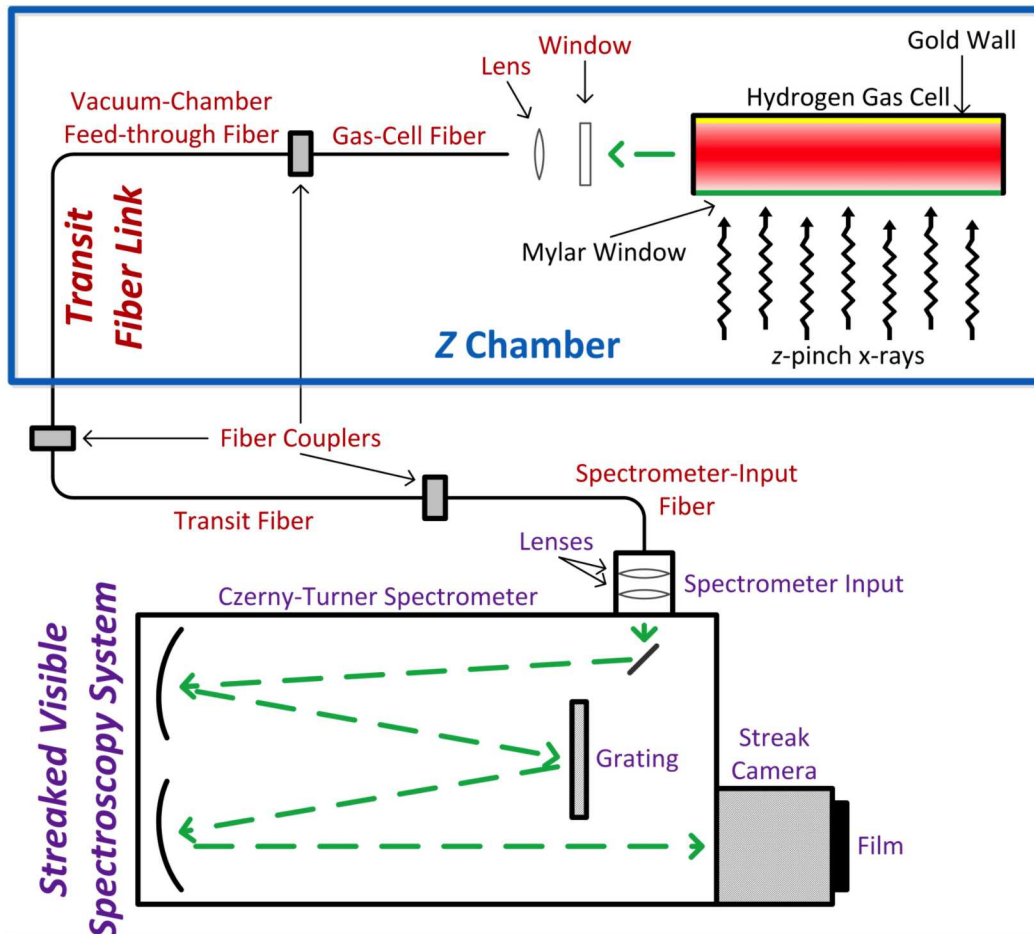 Gold Wall
Window
Lens
Hydrogen Gas Cell
Vacuum-Chamber
Feed-through Fiber
Gas-Cell Fiber
Mylar Window
Transit
Fiber Link
Z Chamber
z-pinch x-rays
Fiber Couplers
Spectrometer-Input
Fiber
Transit Fiber
Lenses
Spectrometer Input
Czerny-Turner Spectrometer
Streaked Visible
Spectroscopy System
Grating
Streak
Camera
Film